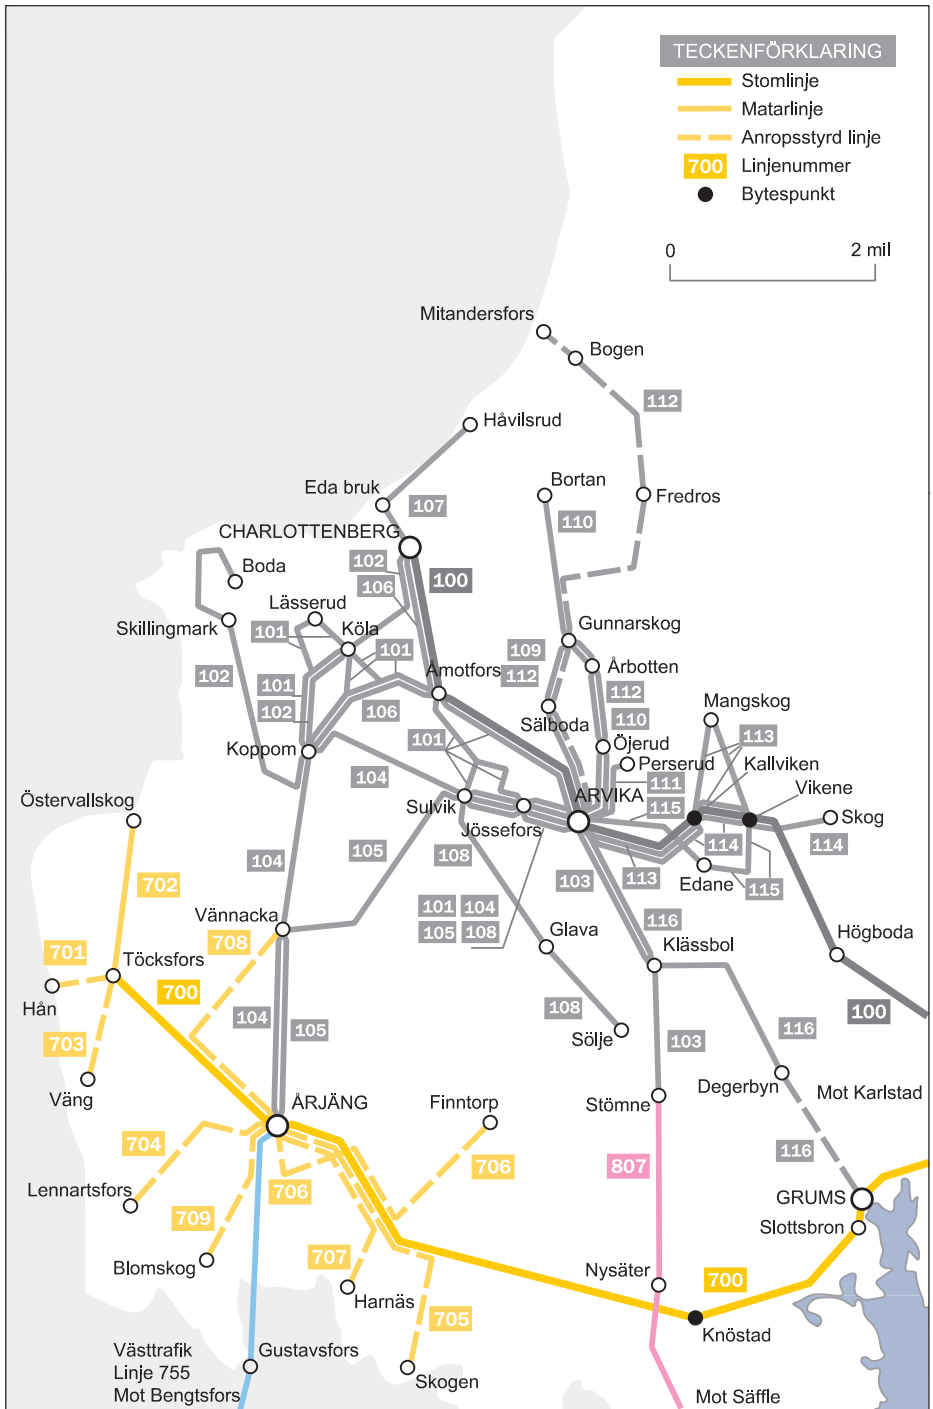 TECKENFÖRKLARING
Stomlinje
Matarlinje
Anropsstyrd linje
700 Linjenummer
Bytespunkt
0 2 mil
Mitandersfors
Bogen
112
Håvilsrud
Eda bruk
107
Bortan
Fredros
110
CHARLOTTENBERG
102
100
106
Boda
Lässerud
Skillingmark
101
Köla
101
Gunnarskog
109
Årbotten
112
Åmotfors
102
101
102
106
112
110
Sälboda
Mangskog
113
Öjerud
Koppom
101
Perserud
Kallviken
104
111
Vikene
ARVIKA
115
Östervallskog
Sulvik
Jössefors
Skog
114
114
108
113
Edane
115
103
104
105
702
101 104
105 108
116
Vännacka
708
Glava
Klässbol
Högboda
701
Töcksfors
700
Hån
108
100
104
105
116
703
Sölje
103
Väng
Degerbyn
Mot Karlstad
ÅRJÄNG
Finntorp
Stömne
704
706
807
116
Lennartsfors
706
GRUMS
709
Slottsbron
Blomskog
707
Nysäter
700
Harnäs
705
Knöstad
Västtrafik
Linje 755
Mot Bengtsfors
Gustavsfors
Skogen
Mot Säffle